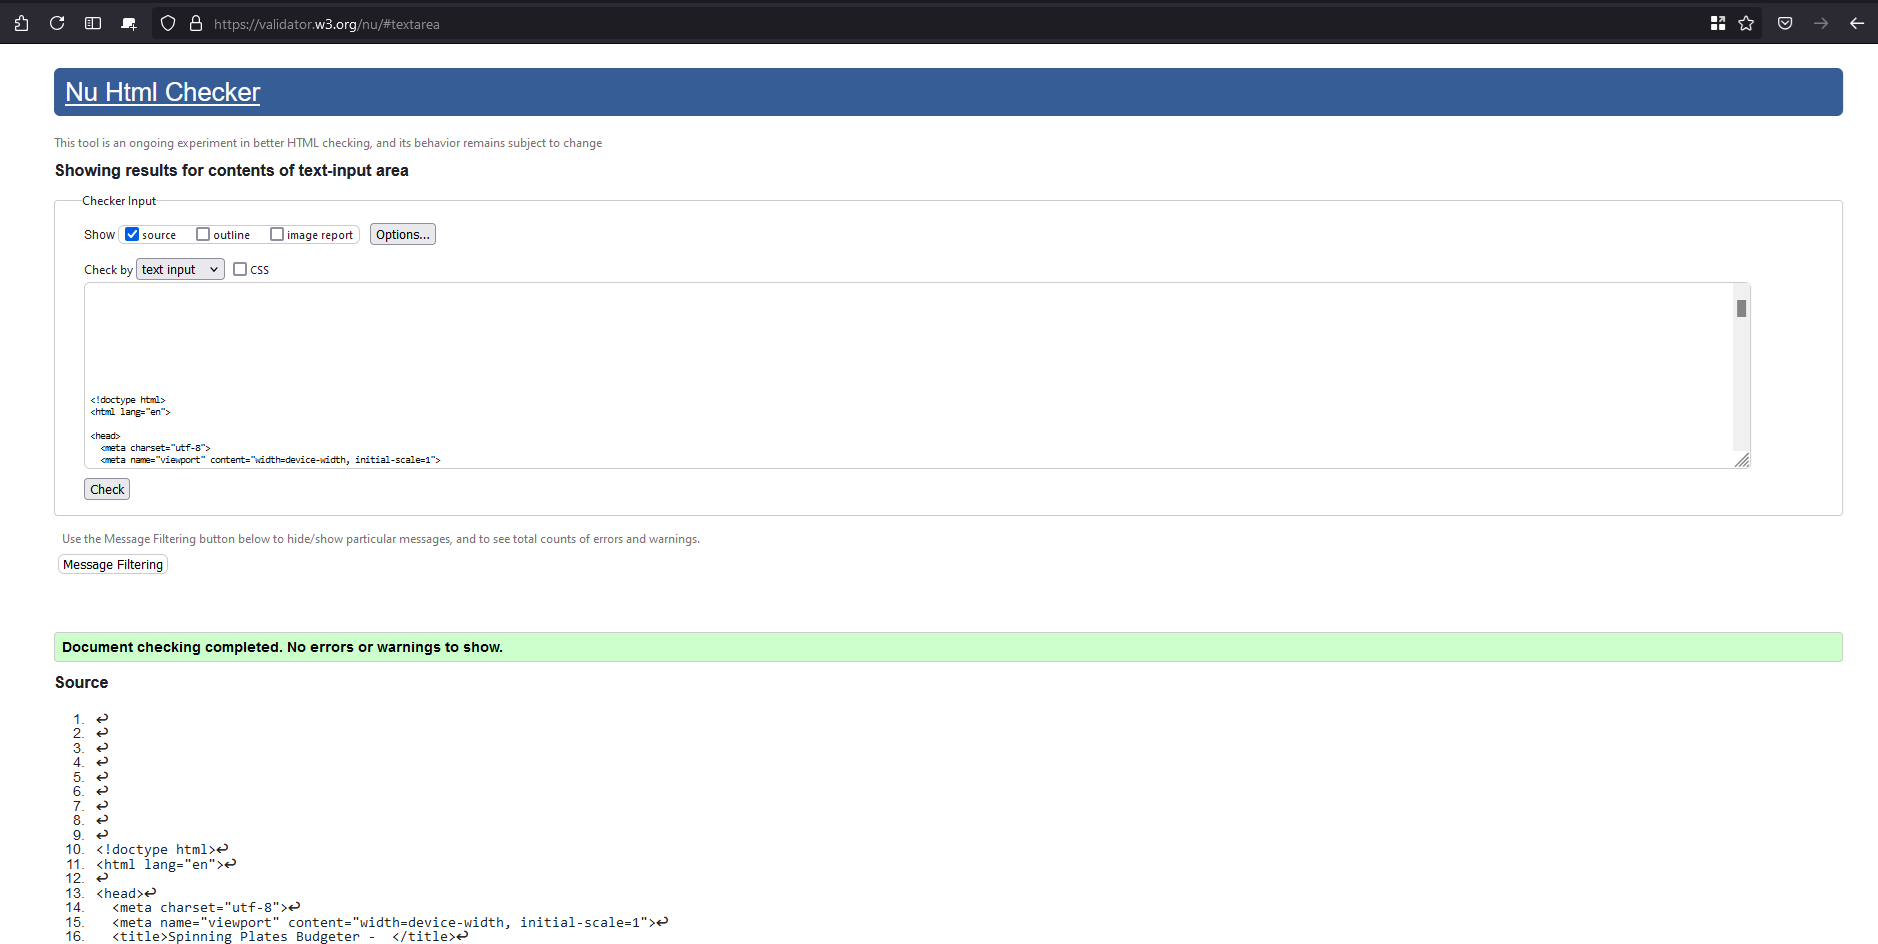 https://validator.w3.org/nu/#textarea
Nu Html Checker
This tool is an ongoing experiment in better HTML checking, and its behavior remains subject to change
Showing results for contents of text-input area
Checker Input
Show source outline image report Options...
Check by text input CSS
<!doctype html>
<html lang="en">
<head>
<meta charset="utf-8">
<meta name="viewport" content="width=device-width, initial-scale=1">
Check
Use the Message Filtering button below to hide/show particular messages, and to see total counts of errors and warnings.
Message Filtering
Document checking completed. No errors or warnings to show.
Source
1. ↩
2. ↩
3. ↩
4. ↩
5. ↩
6. ↩
7. ↩
8. ↩
9. ↩
10. <!doctype html>↩
11. <html lang="en">↩
12. ↩
13. <head>↩
14. <meta charset="utf-8">↩
15. <meta name="viewport" content="width=device-width, initial-scale=1">↩
16. <title>Spinning Plates Budgeter -  </title>↩